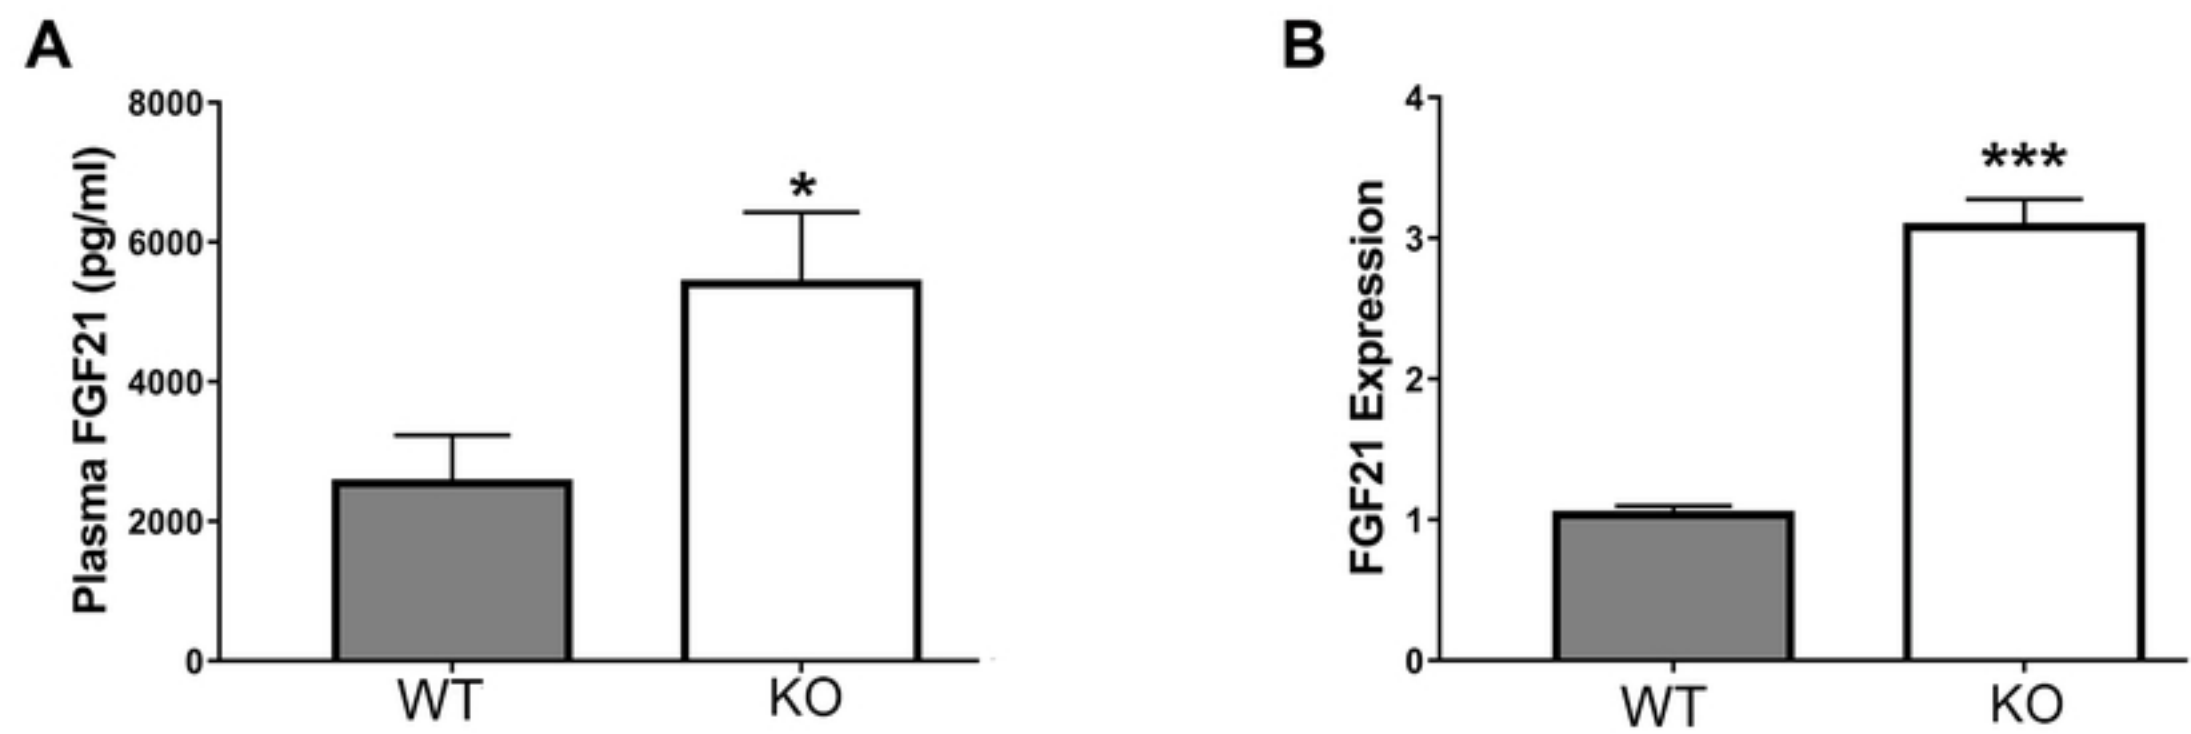 A
Plasma FGF21 (pg/ml)
8000
6000
4000
2000
0
*
WT
KO
B
FGF21 Expression
4
3
2
1
0
***
WT
KO